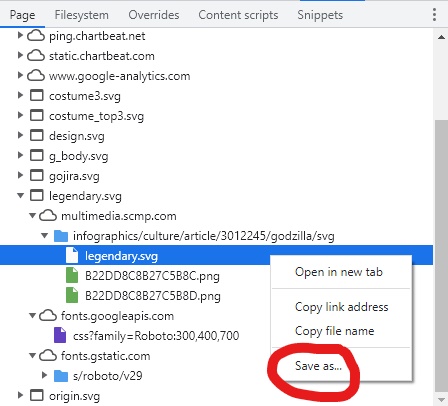 Page Filesystem Overrides Content scripts Snippets
ping.chartbeat.net
static.chartbeat.com
www.google-analytics.com
costume3.svg
costume_top3.svg
design.svg
g_body.svg
gojira.svg
legendary.svg
multimedia.scmp.com
infographics/culture/article/3012245/godzilla/svg
legendary.svg
B22DD8C8B27C5B8C.png
B22DD8C8B27C5B8D.png
fonts.googleapis.com
css?family=Roboto:300,400,700
fonts.gstatic.com
s/roboto/v29
origin.svg
Open in new tab
Copy link address
Copy file name
Save as...